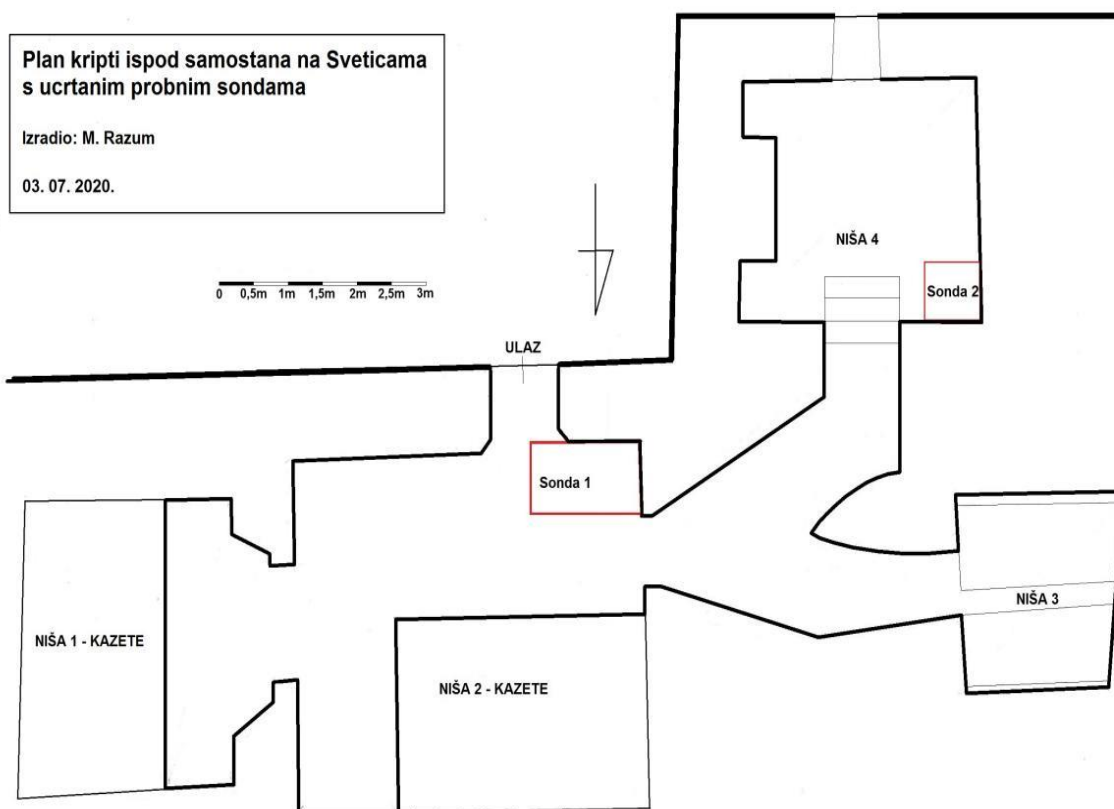 Plan kripti ispod samostana na Sveticama
s ucrtanim probnim sondama
Izradio: M. Razum
03. 07. 2020.
0 0,5m 1m 1,5m 2m 2,5m 3m
NIŠA 4
Sonda 2
ULAZ
Sonda 1
NIŠA 3
NIŠA 1 - KAZETE
NIŠA 2 - KAZETE